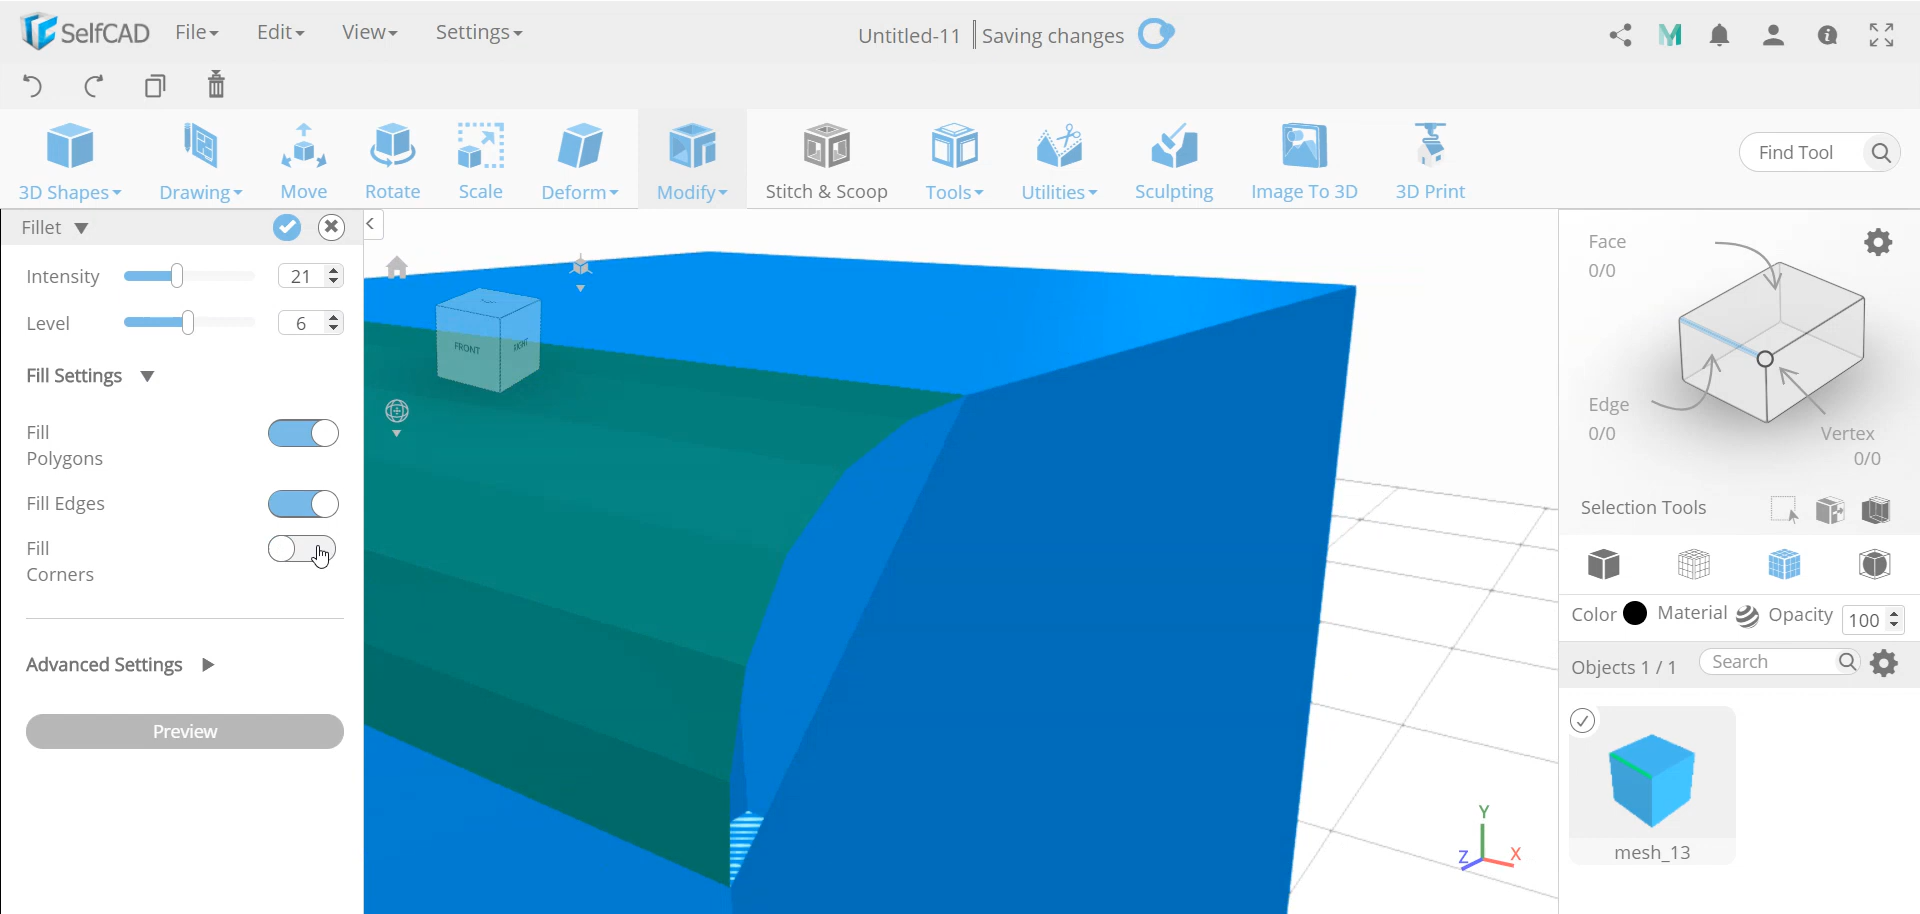 SelfCAD File Edit View Settings Untitled-11 Saving changes
3D Shapes Drawing Move Rotate Scale Deform Modify Stitch & Scoop Tools Utilities Sculpting Image To 3D 3D Print Find Tool
Fillet
Intensity 21
Level 6
Fill Settings
Fill
Polygons
Fill Edges
Fill
Corners
Advanced Settings
Preview
FRONT RIGHT
Y
Z X
Face
0/0
Edge
0/0
Vertex
0/0
Selection Tools
Color Material Opacity 100
Objects 1 / 1 Search
mesh_13